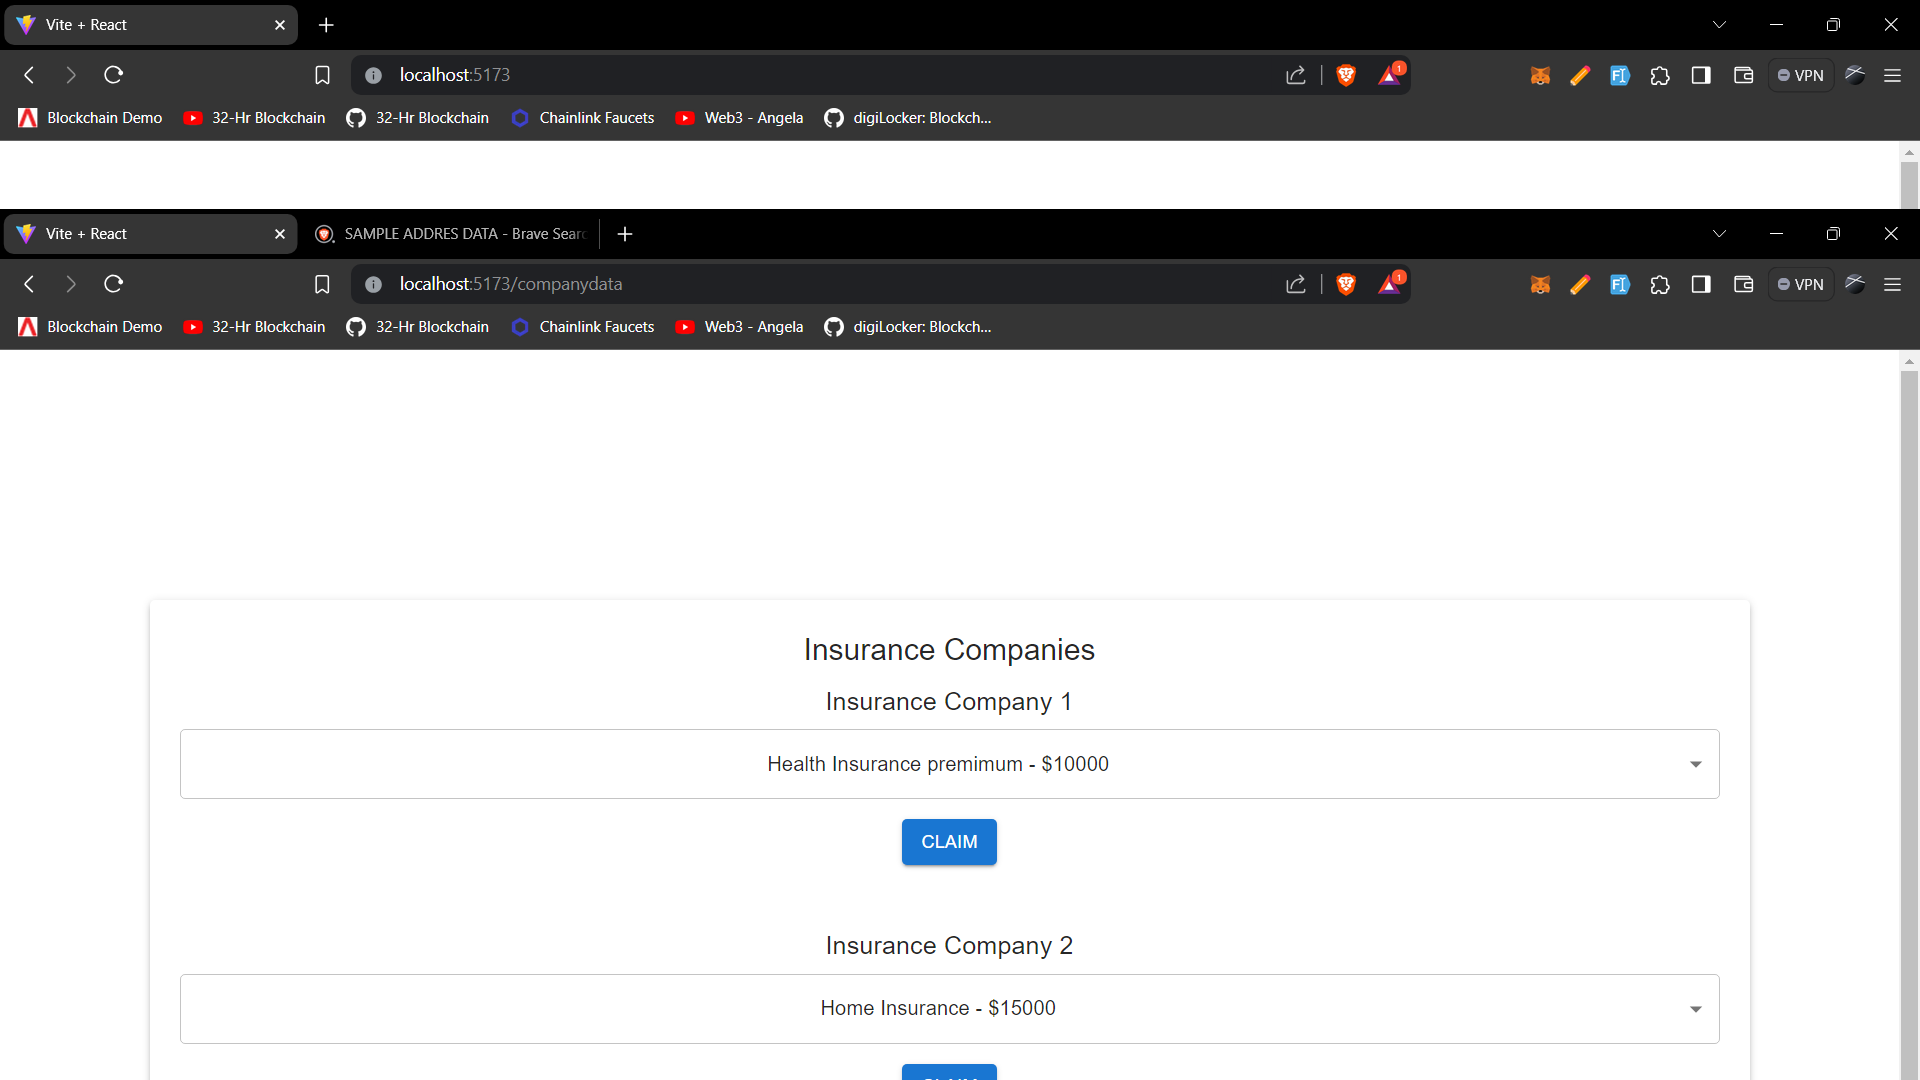 Vite + React
localhost:5173
1
VPN
Blockchain Demo 32-Hr Blockchain 32-Hr Blockchain Chainlink Faucets Web3 - Angela digiLocker: Blockch...
Vite + React SAMPLE ADDRES DATA - Brave Sear
localhost:5173/companydata
1
VPN
Blockchain Demo 32-Hr Blockchain 32-Hr Blockchain Chainlink Faucets Web3 - Angela digiLocker: Blockch...
Insurance Companies
Insurance Company 1
Health Insurance premimum - $10000
CLAIM
Insurance Company 2
Home Insurance - $15000